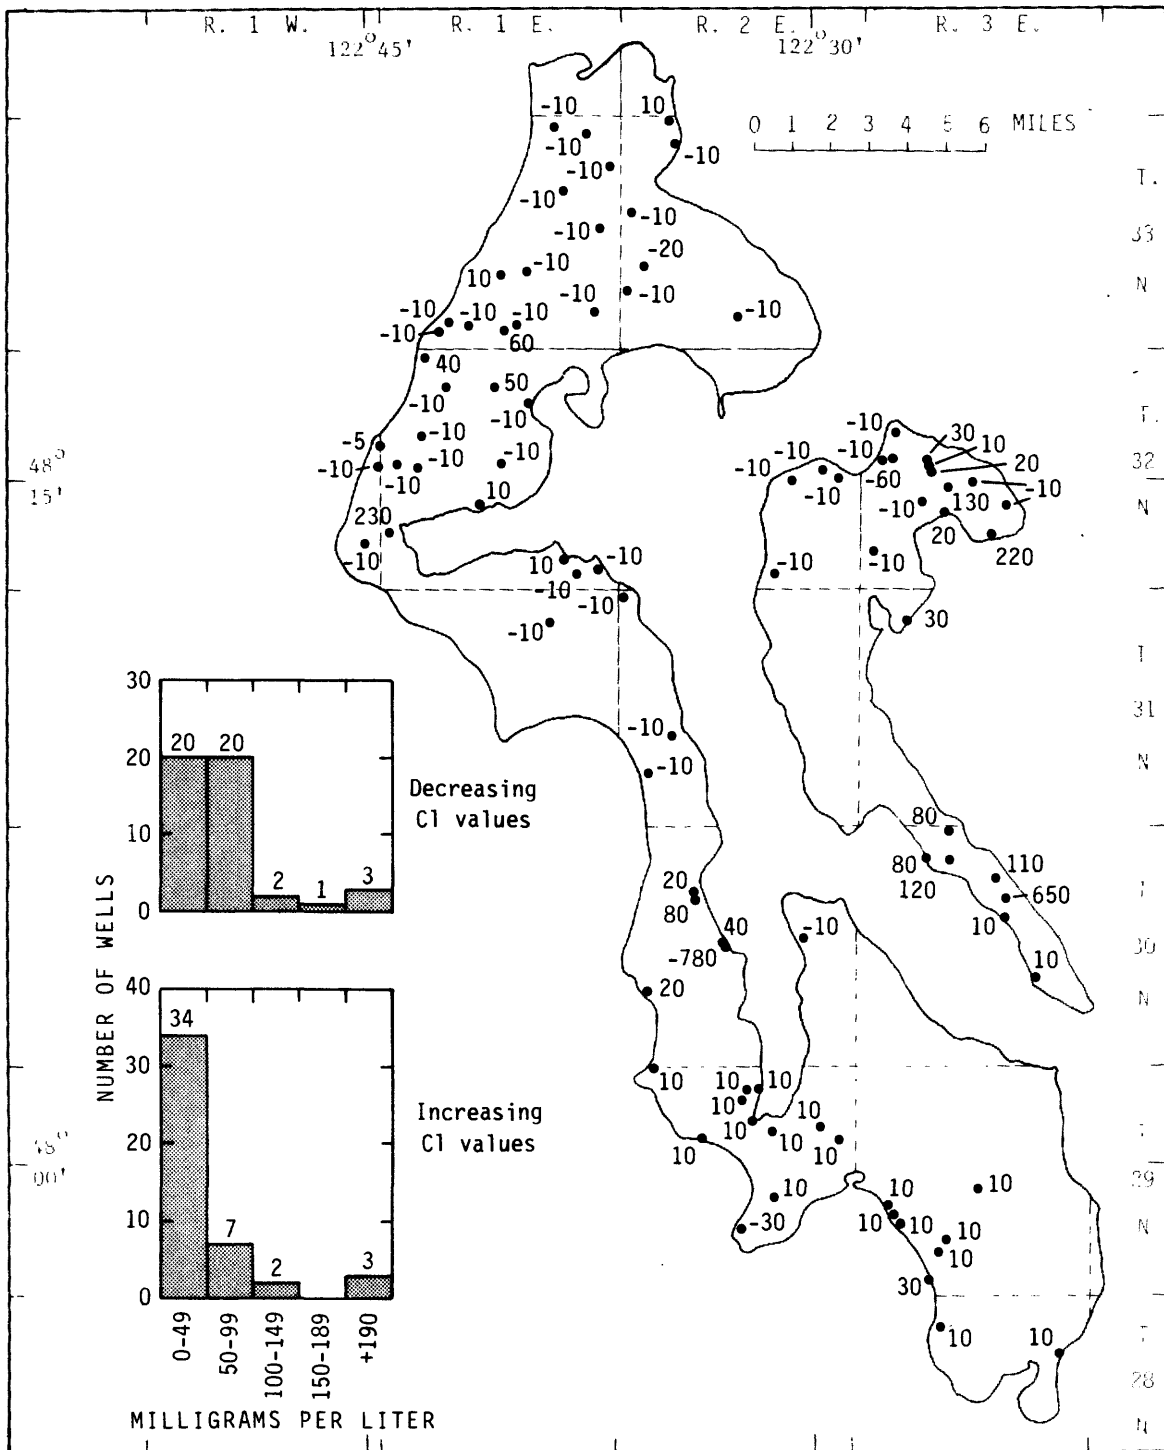 R. 1 W. R. 1 E. R. 2 E. R. 3 E.
122° 45' 122° 30'
-10 10
0 1 2 3 4 5 6 MILES
-10 -10
-10
T.
-10
-10
-10
33
-20
10 -10
N
-10 -10
-10 -10 -10 -10
-10 60
40
-10 50
-10
T.
-10 30
-5 -10 -10 10
48° -10 -10 -10 -10 -10 -60 20 32
15' -10 -10 -10
10 -10 130 N
230 20
-10 220
10 -10 -10
-10 -10
-10
-10 30
T
31
N
-10
-10
30
20 20 20
Decreasing
Cl values
10
2 1 3
0
80
80 110
120 650
20
80 10
40 -10
-780 30
10
20 N
NUMBER OF WELLS
40
34
30
10 10 10
10 10
Increasing
Cl values
20
10 10 10
10
48°
00'
29
10 10
10
7 10 10
-30 N
10
2 3 10
30
0
0-49 50-99 100-149 150-189 +190
10 10
T
28
N
MILLIGRAMS PER LITER